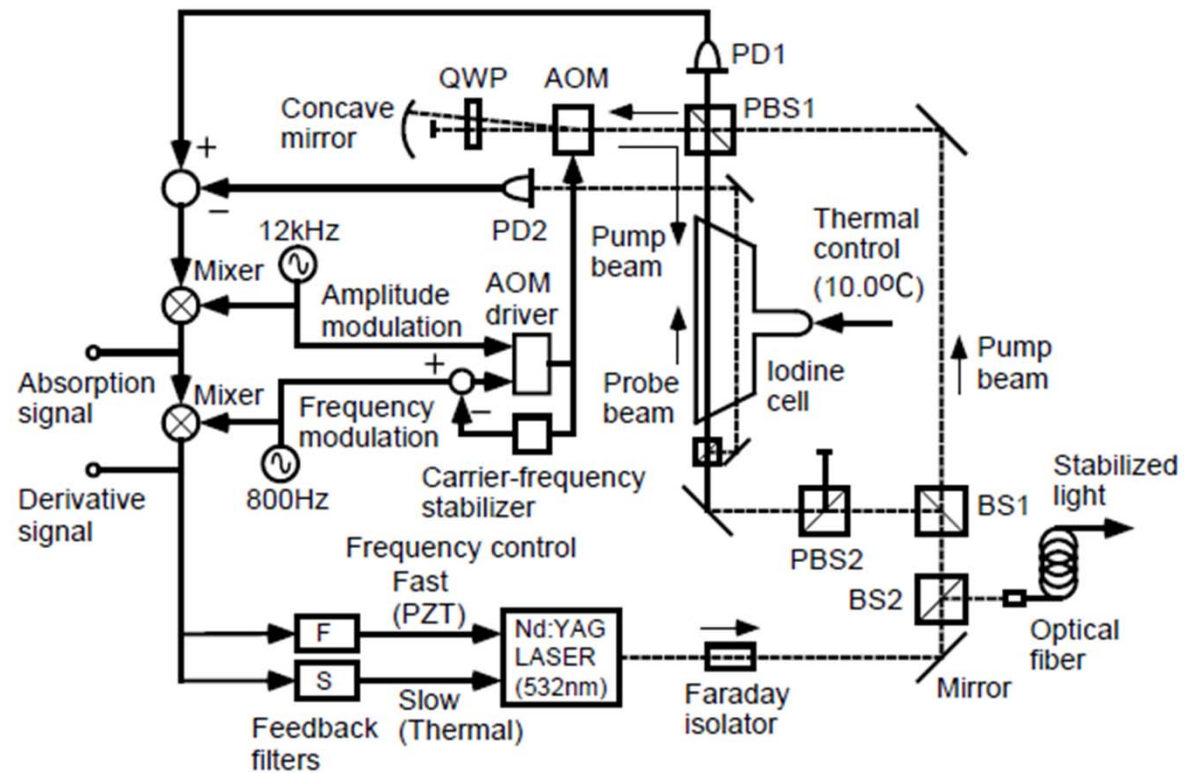 PD1
QWP
AOM
Concave
mirror
PBS1
+
−
PD2
Pump
beam
Thermal
control
(10.0°C)
12kHz
Mixer
Amplitude
modulation
AOM
driver
+
−
Absorption
signal
Mixer
Frequency
modulation
Probe
beam
Iodine
cell
Pump
beam
800Hz
Derivative
signal
Carrier-frequency
stabilizer
Stabilized
light
BS1
PBS2
Frequency control
Fast
(PZT)
BS2
Optical
fiber
F
S
Nd:YAG
LASER
(532nm)
Slow
(Thermal)
Feedback
filters
Faraday
isolator
Mirror